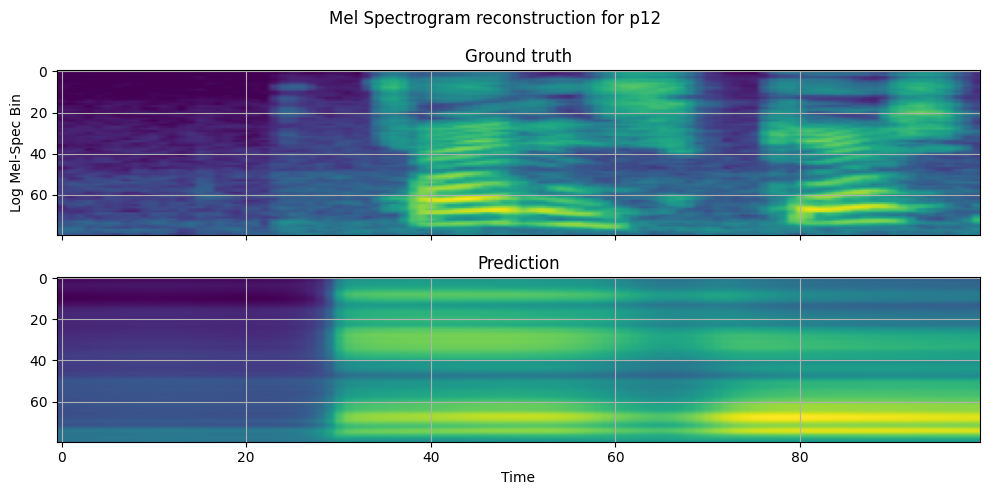 Mel Spectrogram reconstruction for p12
Ground truth
Log Mel-Spec Bin
0
20
40
60
Prediction
0
20
40
60
0 20 40 60 80
Time